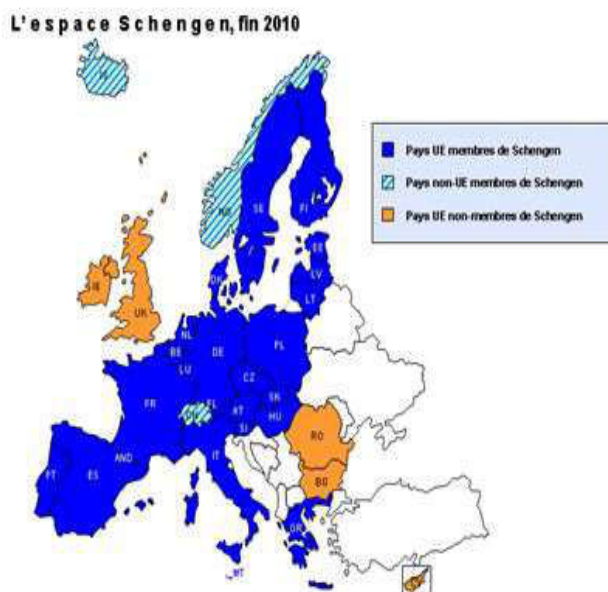 L'espace Schengen, fin 2010
Pays UE membres de Schengen
Pays non-UE membres de Schengen
Pays UE non-membres de Schengen
IS
NO
SE
FI
EE
LV
LT
DK
IE
UK
NL
BE
LU
DE
PL
CZ
SK
FR
FL
AT
HU
SI
RO
BG
AND
IT
PT
ES
GR
MT